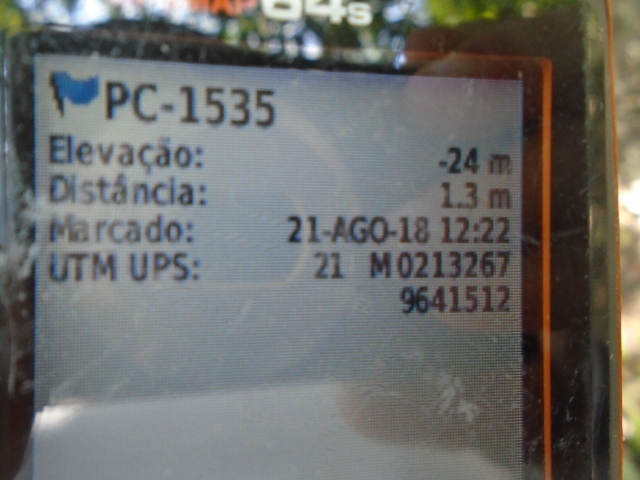 MAP 64s
PC-1535
Elevação: -24 m
Distância: 1.3 m
Marcado: 21-AGO-18 12:22
UTM UPS: 21 M 0213267
9641512